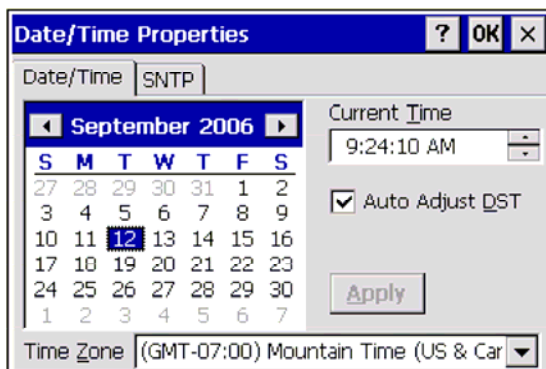 Date/Time Properties ? OK ×
Date/Time SNTP
September 2006
S M T W T F S
27 28 29 30 31 1 2
3 4 5 6 7 8 9
10 11 12 13 14 15 16
17 18 19 20 21 22 23
24 25 26 27 28 29 30
1 2 3 4 5 6 7
Current Time
9:24:10 AM
Auto Adjust DST
Apply
Time Zone (GMT-07:00) Mountain Time (US & Car